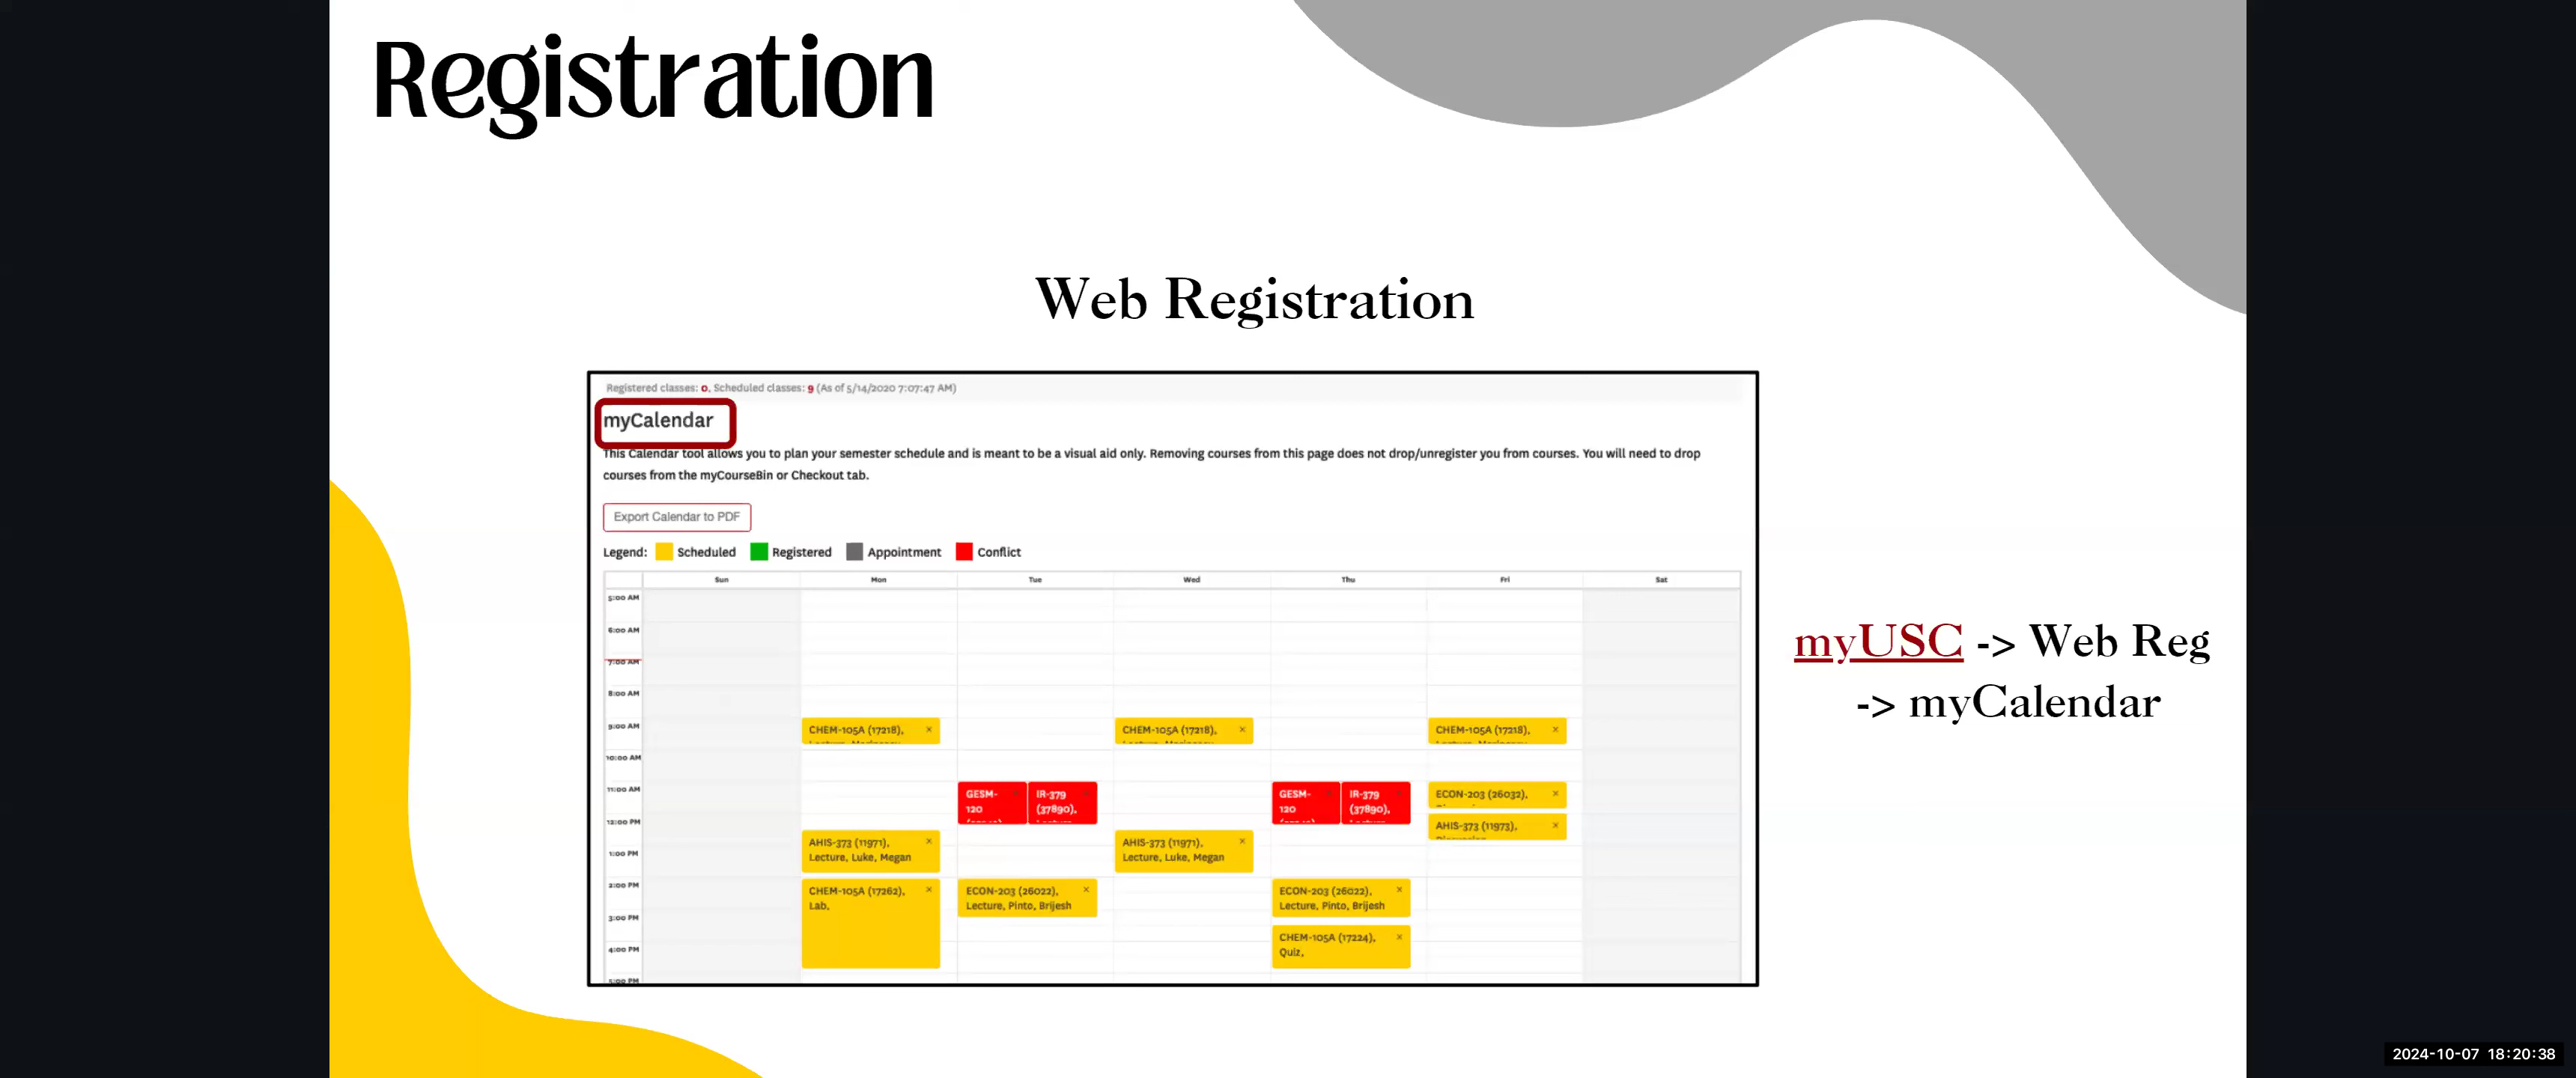 Registration
Web Registration
Registered classes: 0, Scheduled classes: 9 (As of 5/14/2020 7:07:47 AM)
myCalendar
This Calendar tool allows you to plan your semester schedule and is meant to be a visual aid only. Removing courses from this page does not drop/unregister you from courses. You will need to drop
courses from the myCourseBin or Checkout tab.
Export Calendar to PDF
Legend: Scheduled Registered Appointment Conflict
Sun Mon Tue Wed Thu Fri Sat
5:00 AM
6:00 AM
7:00 AM
8:00 AM
9:00 AM
CHEM-105A (17218), × CHEM-105A (17218), × CHEM-105A (17218), ×
10:00 AM
11:00 AM
GESM- IR-379 GESM- IR-379 ECON-203 (26032), ×
120 (37890), 120 (37890),
12:00 PM
AHIS-373 (11973), ×
AHIS-373 (11971), × AHIS-373 (11971), ×
Lecture, Luke, Megan Lecture, Luke, Megan
1:00 PM
2:00 PM
CHEM-105A (17262), × ECON-203 (26022), × ECON-203 (26022), ×
Lab, Lecture, Pinto, Brijesh Lecture, Pinto, Brijesh
3:00 PM
CHEM-105A (17224), ×
Quiz,
4:00 PM
5:00 PM
myUSC -> Web Reg
-> myCalendar
2024-10-07 18:20:38